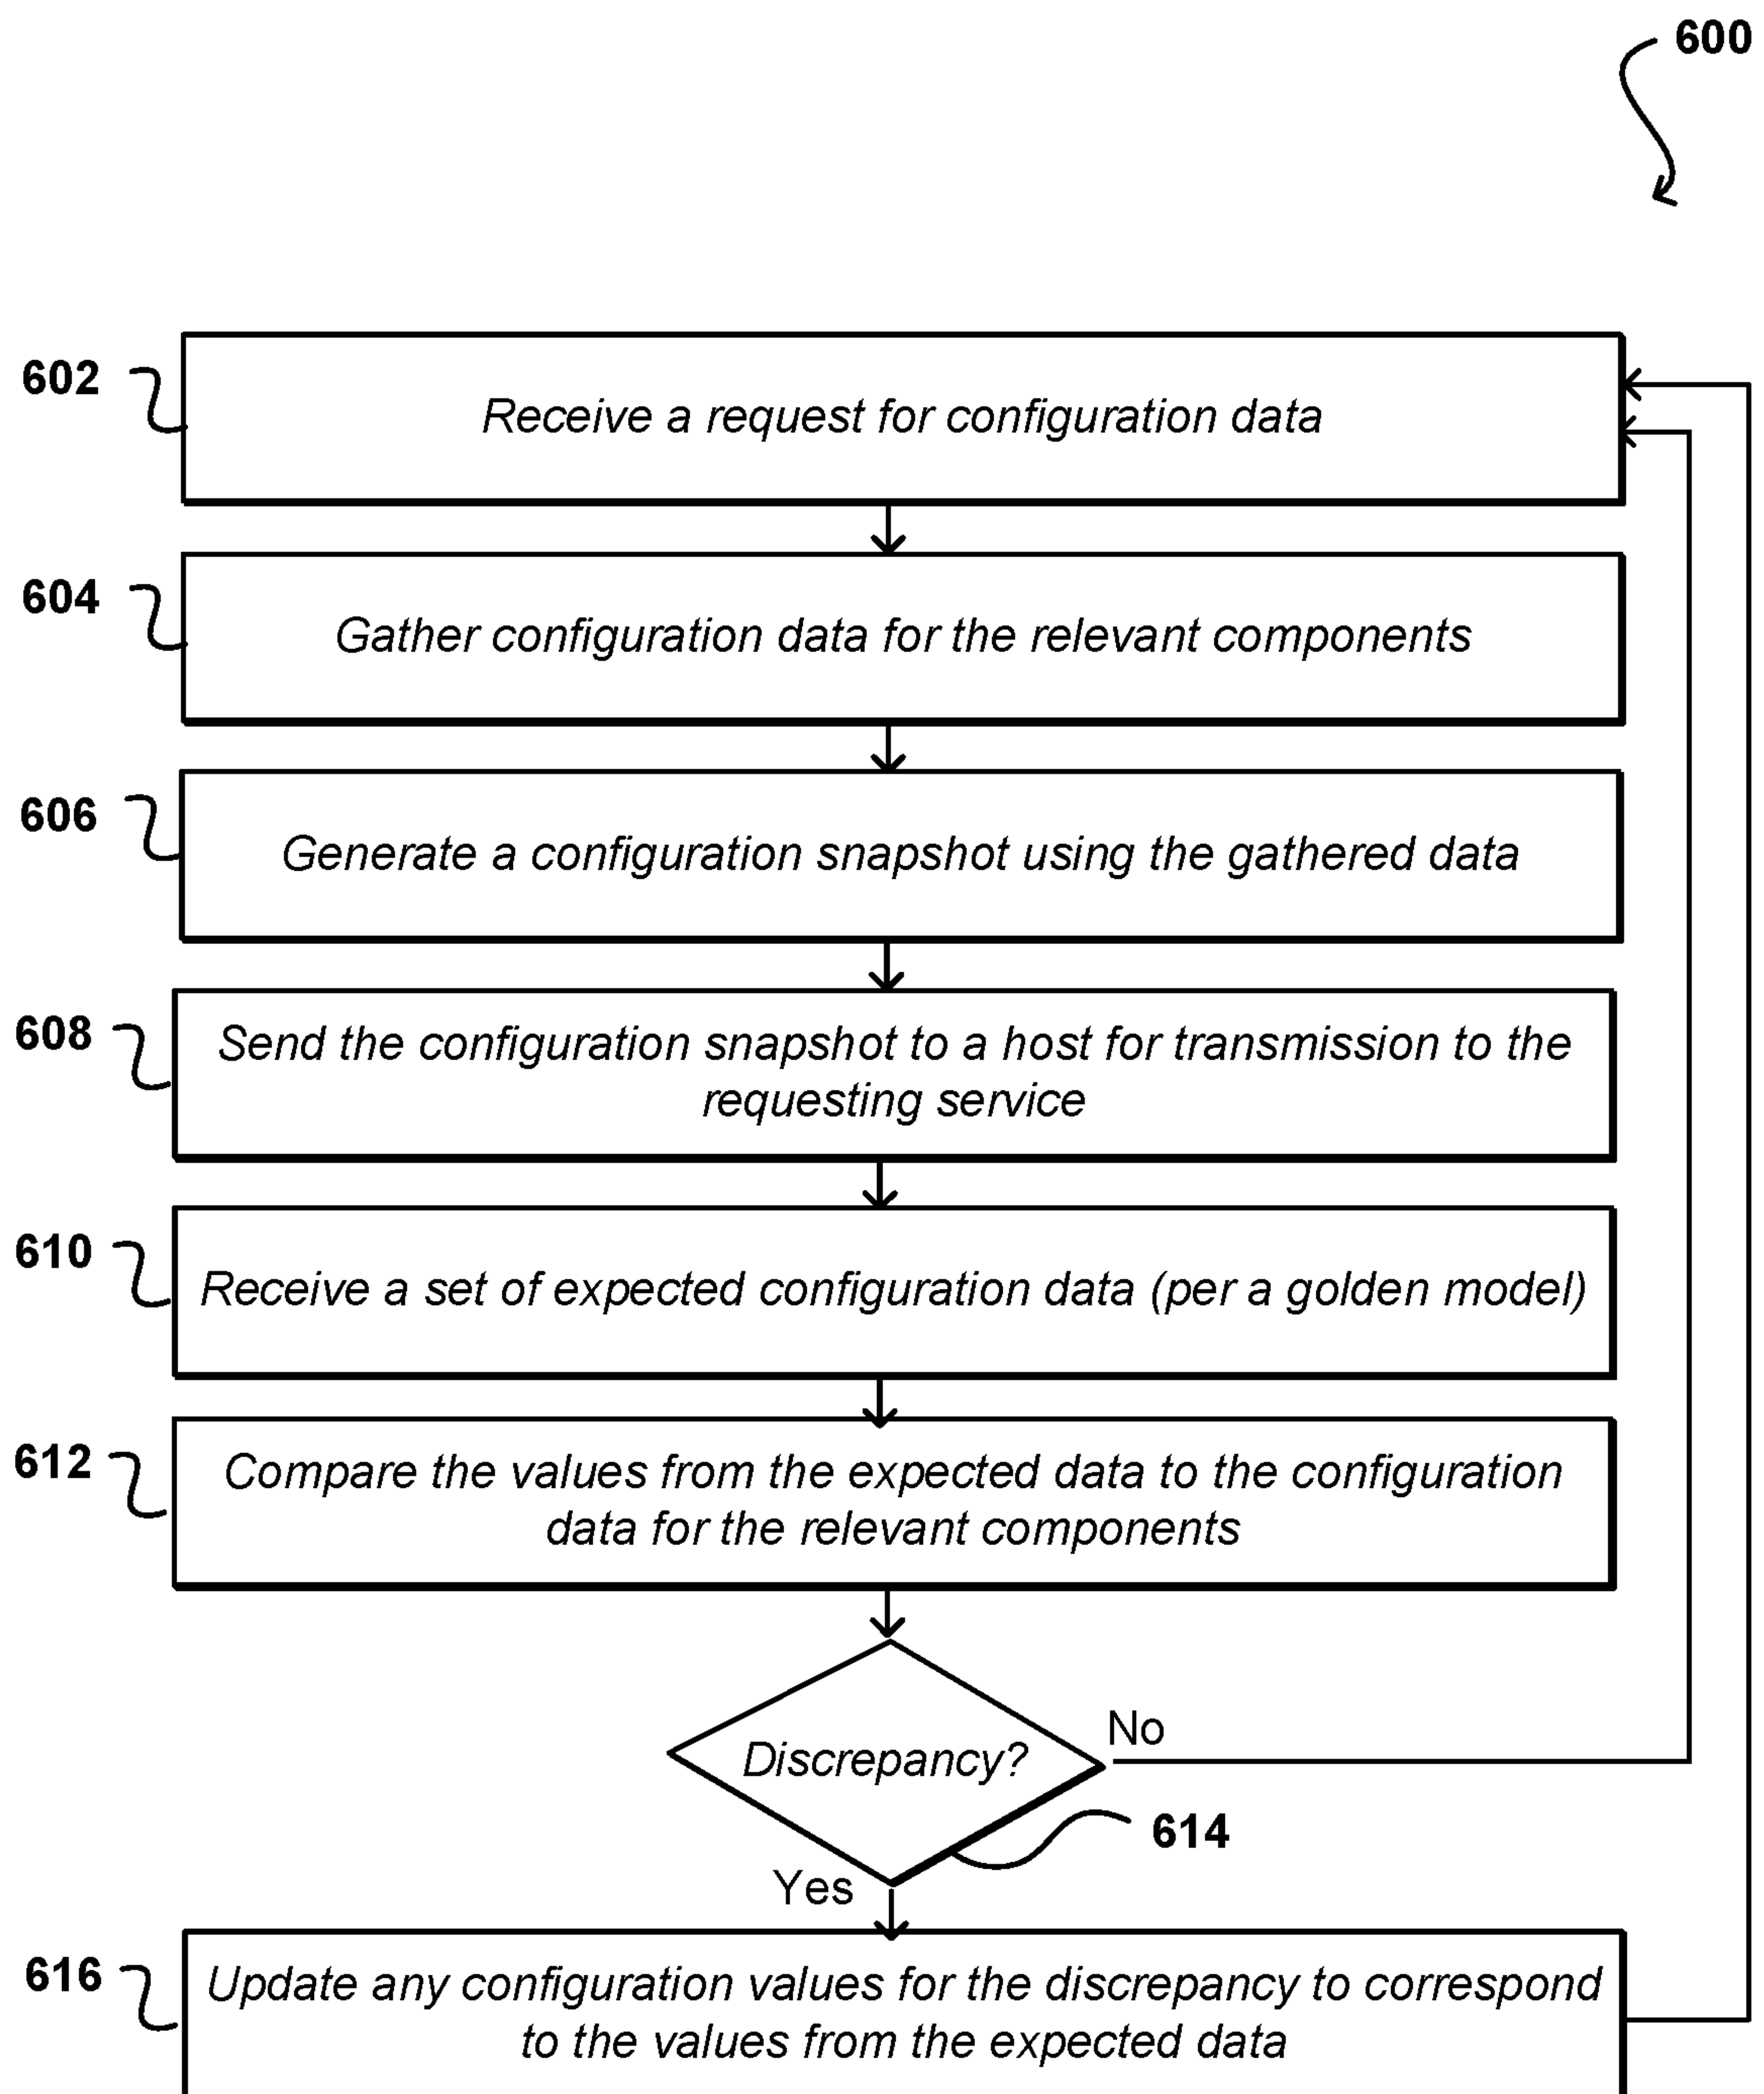 600
602
Receive a request for configuration data
604
Gather configuration data for the relevant components
606
Generate a configuration snapshot using the gathered data
608
Send the configuration snapshot to a host for transmission to the
requesting service
610
Receive a set of expected configuration data (per a golden model)
612
Compare the values from the expected data to the configuration
data for the relevant components
Discrepancy?
No
614
Yes
616
Update any configuration values for the discrepancy to correspond
to the values from the expected data